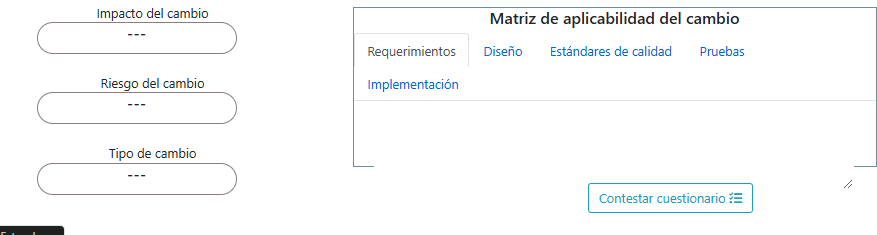 Impacto del cambio
---
Riesgo del cambio
---
Tipo de cambio
---
Matriz de aplicabilidad del cambio
Requerimientos Diseño Estándares de calidad Pruebas
Implementación
Contestar cuestionario